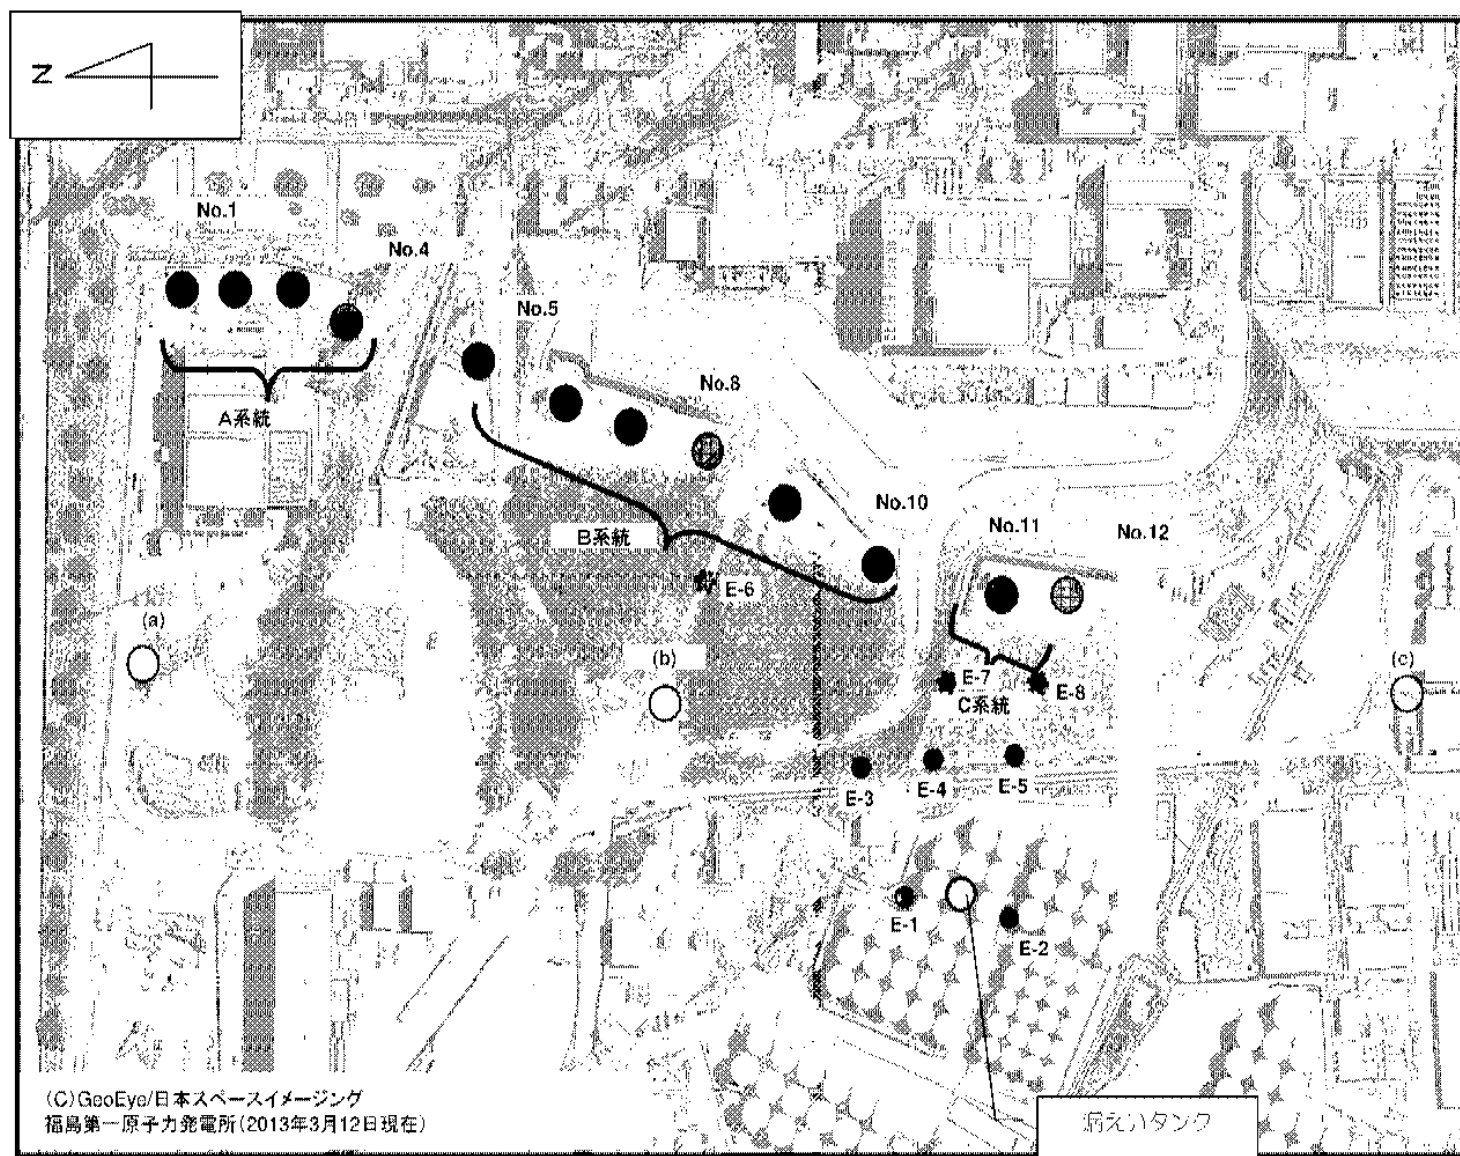 N
No.1
No.4
No.5
No.8
No.10
No.11
No.12
A系統
B系統
E-6
(a)
(b)
(c)
E-7
E-8
C系統
E-3
E-4
E-5
E-1
E-2
(C)GeoEye/日本スペースイメージング
福島第一原子力発電所(2013年3月12日現在)
漏えいタンク